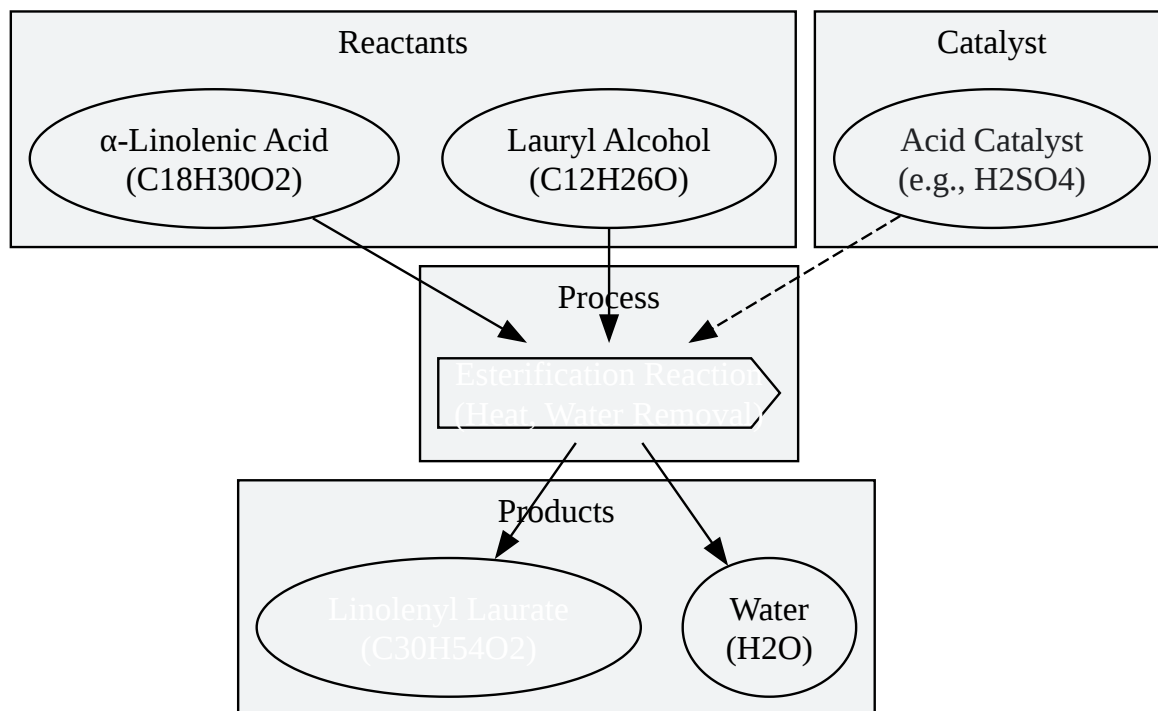 Reactants
Catalyst
α-Linolenic Acid
(C18H30O2)
Lauryl Alcohol
(C12H26O)
Acid Catalyst
(e.g., H2SO4)
Process
Esterification Reaction
(Heat, Water Removal)
Products
Linolenyl Laurate
(C30H54O2)
Water
(H2O)